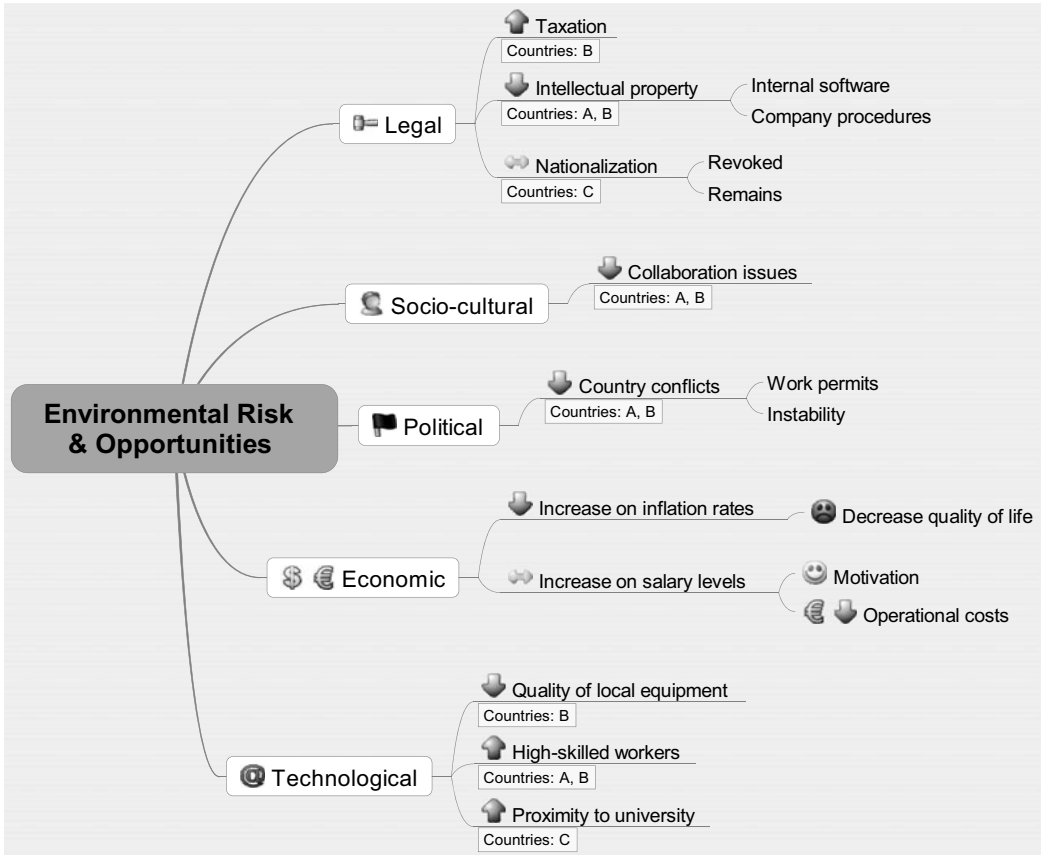 Environmental Risk
& Opportunities
Legal
Taxation
Countries: B
Intellectual property
Countries: A, B
Internal software
Company procedures
Nationalization
Countries: C
Revoked
Remains
Socio-cultural
Collaboration issues
Countries: A, B
Political
Country conflicts
Countries: A, B
Work permits
Instability
$ € Economic
Increase on inflation rates
Decrease quality of life
Increase on salary levels
Motivation
€ Operational costs
@ Technological
Quality of local equipment
Countries: B
High-skilled workers
Countries: A, B
Proximity to university
Countries: C